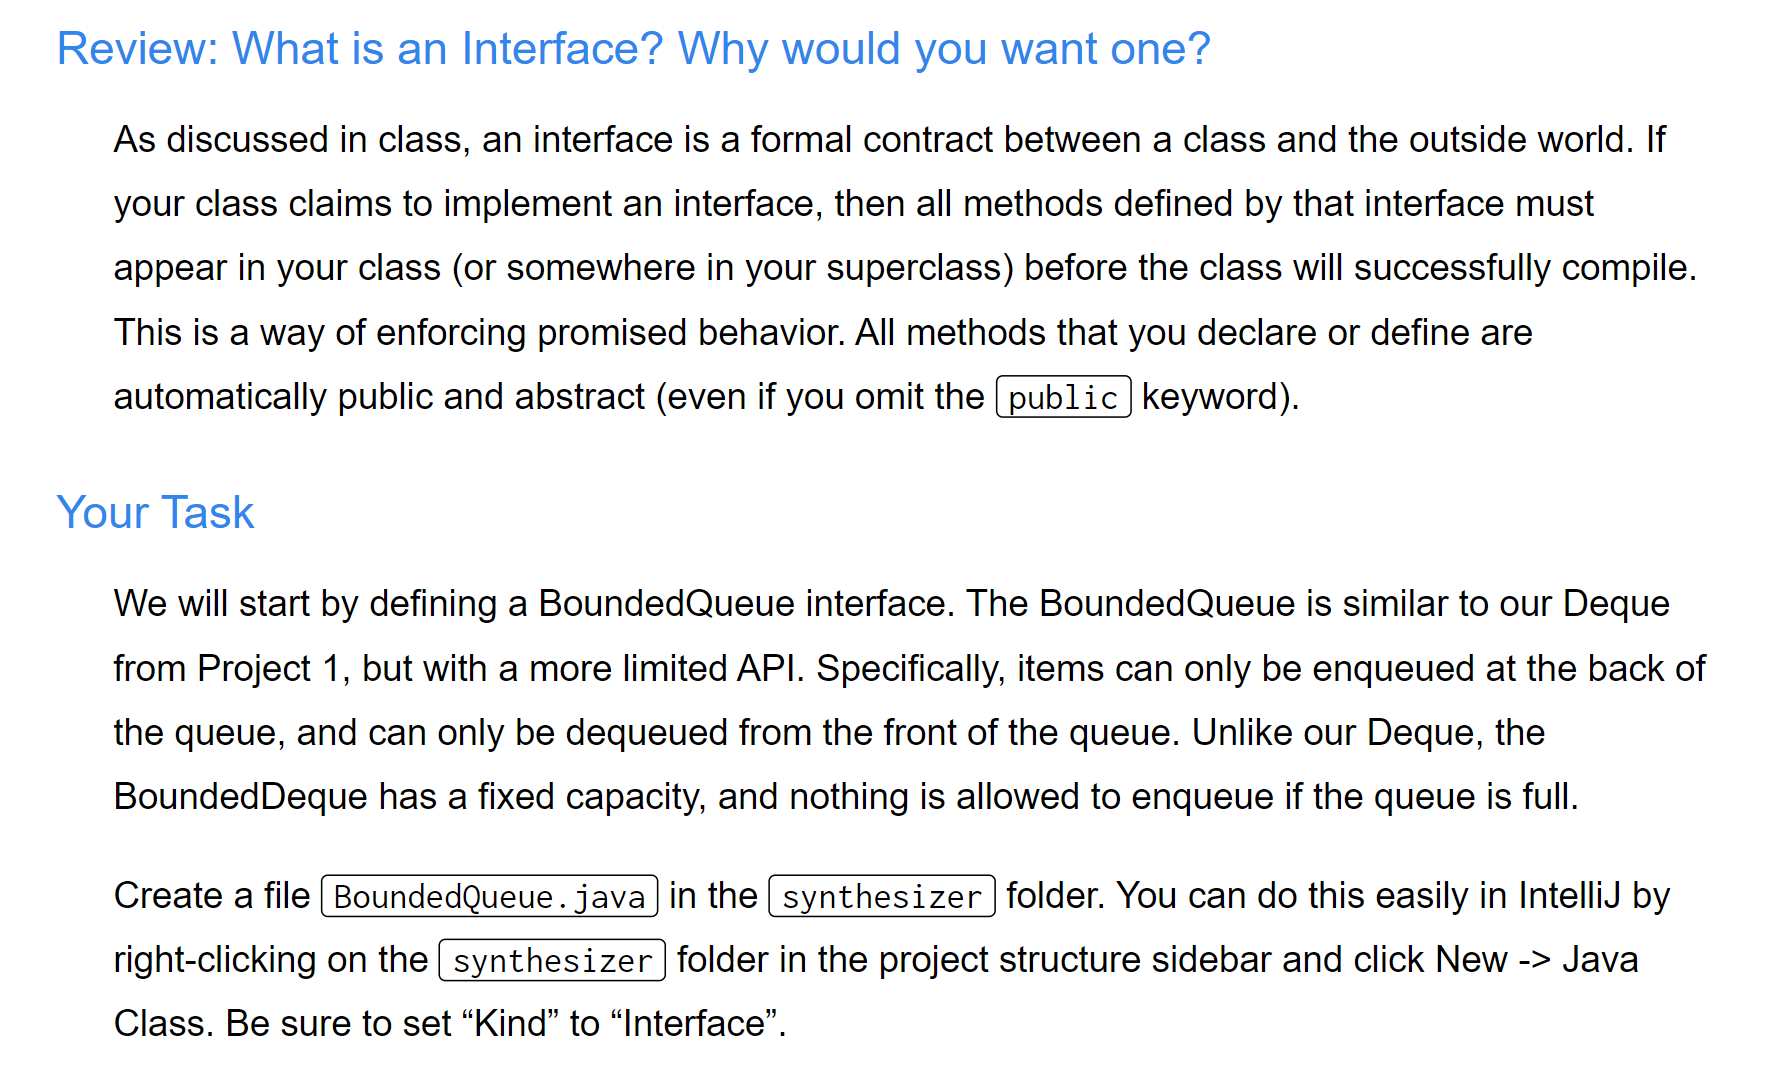 Review: What is an Interface? Why would you want one?
As discussed in class, an interface is a formal contract between a class and the outside world. If
your class claims to implement an interface, then all methods defined by that interface must
appear in your class (or somewhere in your superclass) before the class will successfully compile.
This is a way of enforcing promised behavior. All methods that you declare or define are
automatically public and abstract (even if you omit the public keyword).
Your Task
We will start by defining a BoundedQueue interface. The BoundedQueue is similar to our Deque
from Project 1, but with a more limited API. Specifically, items can only be enqueued at the back of
the queue, and can only be dequeued from the front of the queue. Unlike our Deque, the
BoundedDeque has a fixed capacity, and nothing is allowed to enqueue if the queue is full.
Create a file BoundedQueue.java in the synthesizer folder. You can do this easily in IntelliJ by
right-clicking on the synthesizer folder in the project structure sidebar and click New -> Java
Class. Be sure to set “Kind” to “Interface”.